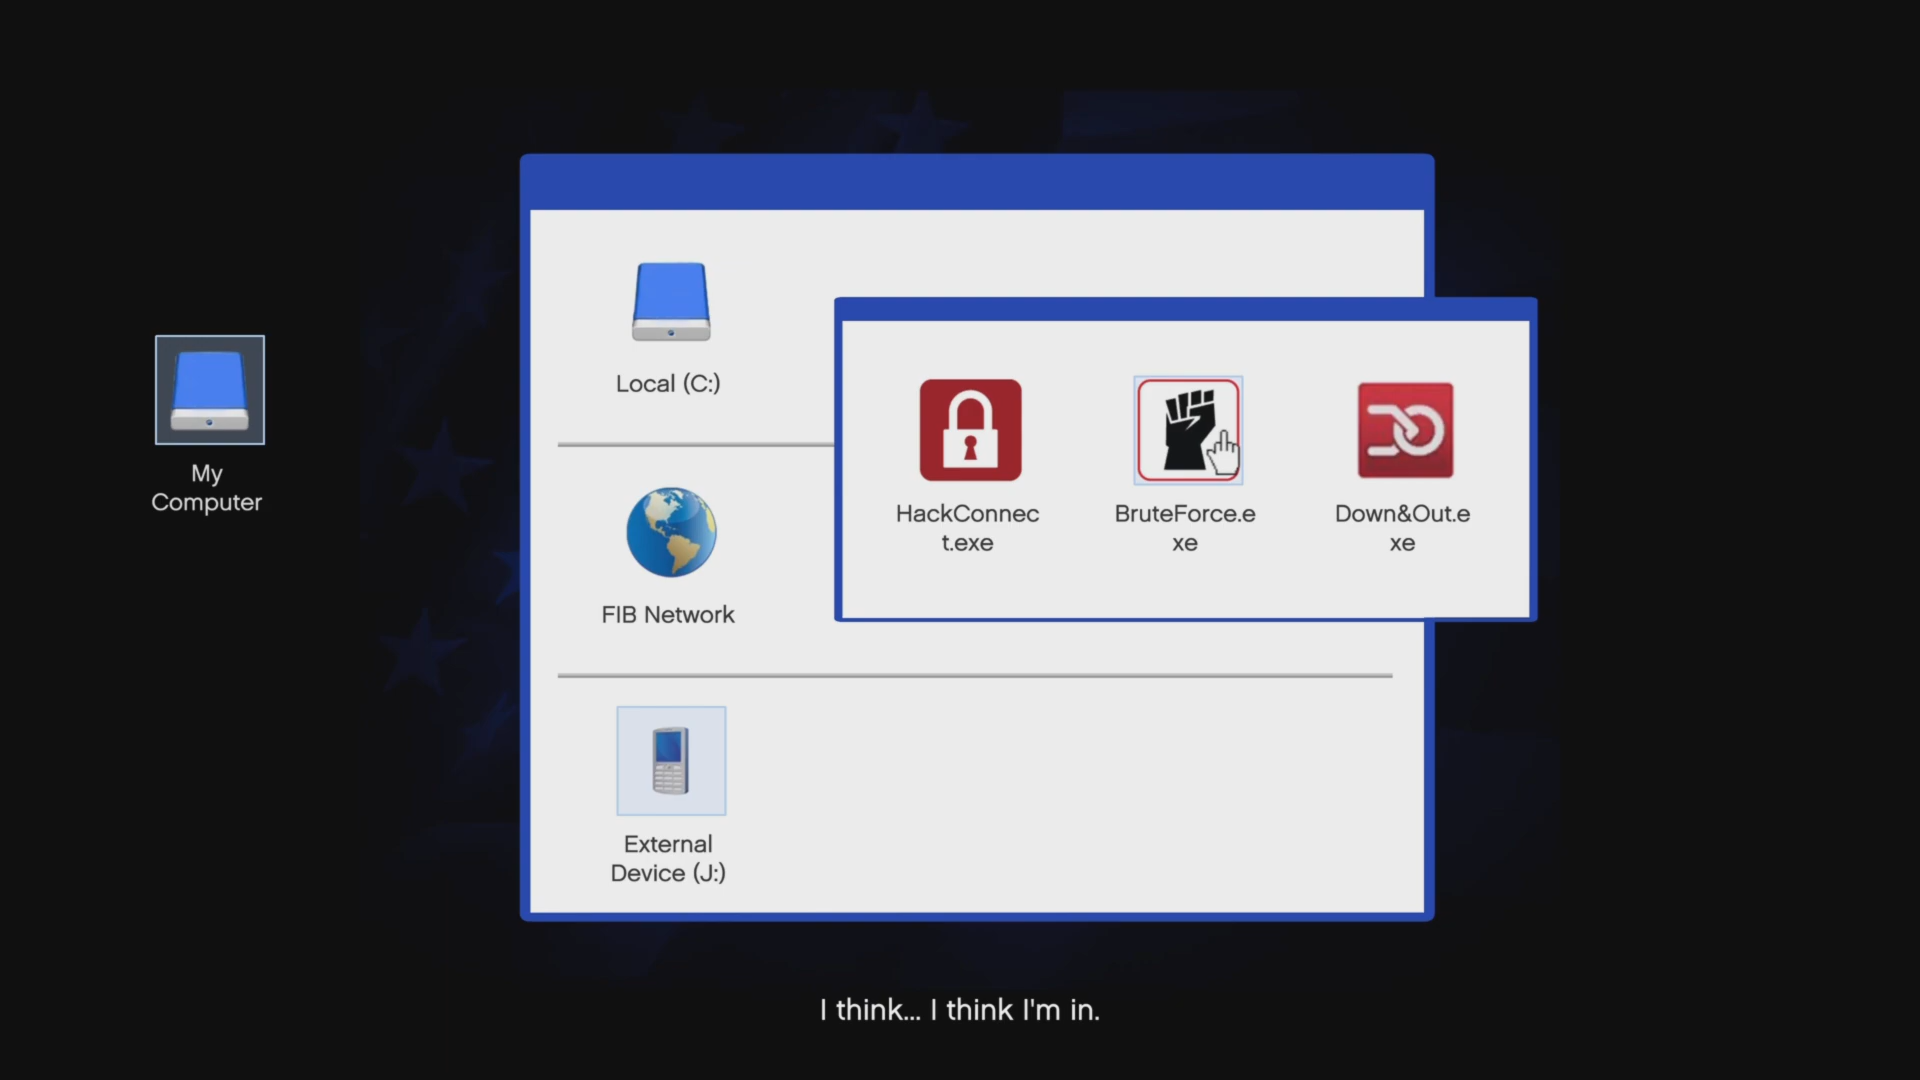 My
Computer
Local (C:)
FIB Network
External
Device (J:)
HackConnec
t.exe
BruteForce.e
xe
Down&Out.e
xe
I think... I think I'm in.